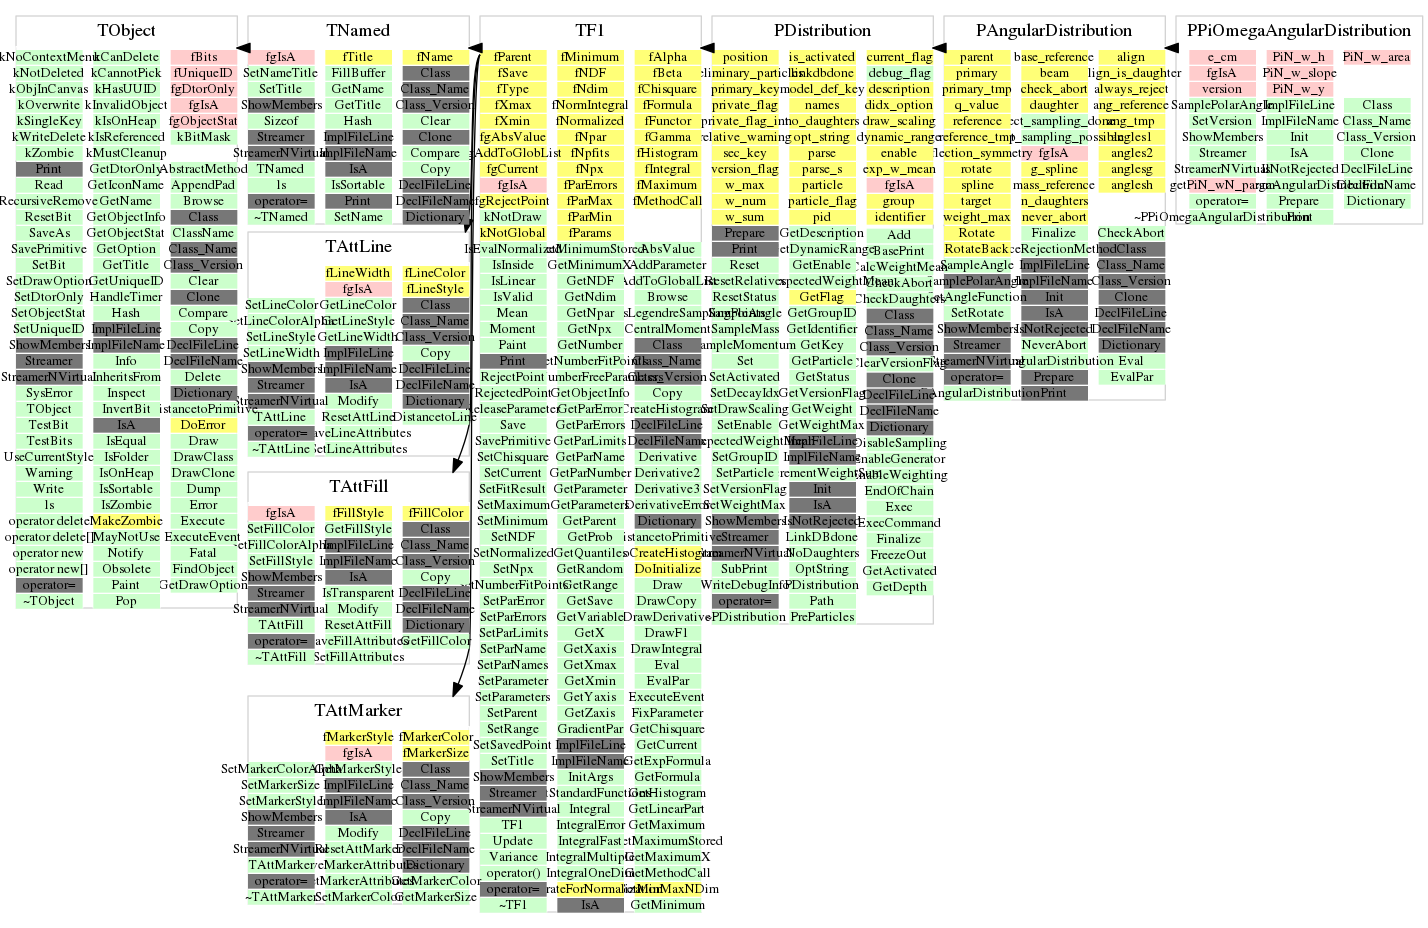 TObject
kNoContextMenu kCanDelete fBits
kNotDeleted kCannotPick fUniqueID
kObjInCanvas kHasUUID fgDtorOnly
kOverwrite kInvalidObject fgIsA
kSingleKey kIsOnHeap fgObjectStat
kWriteDelete kIsReferenced kBitMask
kZombie kMustCleanup
Print GetDtorOnly AbstractMethod
Read GetIconName AppendPad
RecursiveRemove GetName Browse
ResetBit GetObjectInfo Class
SaveAs GetObjectStat ClassName
SavePrimitive GetOption Class_Name
SetBit GetTitle Class_Version
SetDrawOption GetUniqueID Clear
SetDtorOnly HandleTimer Clone
SetObjectStat Hash Compare
SetUniqueID ImplFileLine Copy
ShowMembers ImplFileName DeclFileLine
Streamer Info DeclFileName
StreamerNVirtual InheritsFrom Delete
SysError Inspect Dictionary
TObject InvertBit DistancetoPrimitive
TestBit IsA DoError
TestBits IsEqual Draw
UseCurrentStyle IsFolder DrawClass
Warning IsOnHeap DrawClone
Write IsSortable Dump
ls IsZombie Error
operator delete MakeZombie Execute
operator delete[] MayNotUse ExecuteEvent
operator new Notify Fatal
operator new[] Obsolete FindObject
operator= Paint GetDrawOption
~TObject Pop
TNamed
fgIsA fTitle fName
SetNameTitle FillBuffer Class
SetTitle GetName Class_Name
ShowMembers GetTitle Class_Version
Sizeof Hash Clear
Streamer ImplFileLine Clone
StreamerNVirtual ImplFileName Compare
TNamed IsA Copy
ls IsSortable DeclFileLine
operator= Print DeclFileName
~TNamed SetName Dictionary
TAttLine
fLineWidth fLineColor
fgIsA fLineStyle
SetLineColor GetLineColor Class
GetLineStyle Class_Name
SetLineStyle GetLineWidth Class_Version
SetLineWidth ImplFileLine Copy
ShowMembers ImplFileName DeclFileLine
Streamer IsA DeclFileName
StreamerNVirtual Modify Dictionary
TAttLine ResetAttLine DistancetoLine
operator= SaveLineAttributes
~TAttLine SetLineAttributes
TAttFill
fgIsA fFillStyle fFillColor
SetFillColor GetFillStyle Class
SetFillColorAlpha ImplFileLine Class_Name
SetFillStyle ImplFileName Class_Version
ShowMembers IsA Copy
Streamer IsTransparent DeclFileLine
StreamerNVirtual Modify DeclFileName
TAttFill ResetAttFill Dictionary
operator= SaveFillAttributes GetFillColor
~TAttFill SetFillAttributes
TAttMarker
fMarkerStyle fMarkerColor
fgIsA fMarkerSize
SetMarkerColorAlpha GetMarkerStyle Class
SetMarkerSize ImplFileLine Class_Name
SetMarkerStyle ImplFileName Class_Version
ShowMembers IsA Copy
Streamer Modify DeclFileLine
StreamerNVirtual ResetAttMarker DeclFileName
TAttMarker SaveMarkerAttributes Dictionary
operator= SetMarkerAttributes GetMarkerColor
~TAttMarker SetMarkerColor GetMarkerSize
TF1
fParent fMinimum fAlpha
fSave fNDF fBeta
fType fNdim fChisquare
fXmax fNormIntegral fFormula
fXmin fNormalized fFunctor
fgAbsValue fNpar fGamma
fgAddToGlobList fNpfits fHistogram
fgCurrent fNpx fIntegral
fgIsA fParErrors fMaximum
fgRejectPoint fParMax fMethodCall
kNotDraw fParMin
kNotGlobal fParams
IsEvalNormalized GetMinimumStored AbsValue
IsInside GetMinimumX AddParameter
IsLinear GetNDF AddToGlobalList
IsValid GetNdim Browse
Mean GetNpar
Moment GetNpx CentralMoment
Paint GetNumber Class
Print GetNumberFitPoints Class_Name
RejectPoint GetNumberFreeParameters Class_Version
RejectedPoint GetObjectInfo Copy
ReleaseParameter GetParError CreateHistogram
Save GetParErrors DeclFileLine
SavePrimitive GetParLimits DeclFileName
SetChisquare GetParName Derivative
SetCurrent GetParNumber Derivative2
SetFitResult GetParameter Derivative3
SetMaximum GetParameters DerivativeError
SetMinimum GetParent Dictionary
SetNDF GetProb DistancetoPrimitive
SetNormalized GetQuantiles DoCreateHistogram
SetNpx GetRandom DoInitialize
SetNumberFitPoints GetRange Draw
SetParError GetSave DrawCopy
SetParErrors GetVariable DrawDerivative
SetParLimits GetX DrawF1
SetParName GetXaxis DrawIntegral
SetParNames GetXmax Eval
SetParameter GetXmin EvalPar
SetParameters GetYaxis ExecuteEvent
SetParent GetZaxis FixParameter
SetRange GradientPar GetChisquare
SetSavedPoint ImplFileLine GetCurrent
SetTitle ImplFileName GetExpFormula
ShowMembers InitArgs GetFormula
Streamer InitStandardFunctions GetHistogram
StreamerNVirtual Integral GetLinearPart
TF1 IntegralError GetMaximum
Update IntegralFast GetMaximumStored
Variance IntegralMultiple GetMaximumX
operator() IntegralOneDim GetMethodCall
operator= GetMinMaxNDim
~TF1 IsA GetMinimum
PDistribution
position is_activated current_flag
preliminary_particles linkdbdone debug_flag
primary_key model_def_key description
private_flag names didx_option
private_flag_int no_daughters draw_scaling
relative_warning opt_string dynamic_range
sec_key parse enable
version_flag parse_s exp_w_mean
w_max particle fgIsA
w_num particle_flag group
w_sum pid identifier
Prepare GetDescription Add
Print GetDynamicRange BasePrint
Reset GetEnable CalcWeightMean
CheckAbort
ResetStatus GetFlag CheckDaughters
SamplingAngle GetGroupID Class
SampleMass GetIdentifier Class_Name
SampleMomentum GetKey Class_Version
Set GetParticle ClearVersionFlag
SetActivated GetStatus Clone
SetDecayIdx GetVersionFlag DeclFileLine
SetDrawScaling GetWeight DeclFileName
SetEnable GetWeightMax Dictionary
SetExpectedWeightMean ImplFileLine DisableSampling
SetGroupID ImplFileName EnableGenerator
SetParticle IncrementWeightSum EnableWeighting
SetVersionFlag Init EndOfChain
SetWeightMax IsA Exec
ShowMembers IsNotRejected ExecCommand
Streamer LinkDBdone Finalize
StreamerNVirtual NoDaughters FreezeOut
SubPrint OptString GetActivated
WriteDebugInfo PDistribution GetDepth
operator= Path
~PDistribution PreParticles
PAngularDistribution
parent base_reference align
primary beam align_is_daughter
primary_tmp check_abort always_reject
q_value daughter ang_reference
reference direct_sampling_done ang_tmp
reference_tmp direct_sampling_possible angles1
reflection_symmetry fgIsA angles2
rotate g_spline anglesg
spline mass_reference anglesh
target n_daughters
weight_max never_abort
Rotate Finalize CheckAbort
RotateBack GetRejectionMethod Class
SampleAngle ImplFileLine Class_Name
SamplePolarAngle ImplFileName Class_Version
SetAngleFunction Init Clone
SetRotate IsA DeclFileLine
ShowMembers IsNotRejected DeclFileName
Streamer NeverAbort Dictionary
StreamerNVirtual PAngularDistribution Eval
operator= Prepare EvalPar
~PAngularDistribution Print
PPiOmegaAngularDistribution
e_cm PiN_w_h PiN_w_area
fgIsA PiN_w_slope
version PiN_w_y
SamplePolarAngle ImplFileLine Class
SetVersion ImplFileName Class_Name
ShowMembers Init Class_Version
Streamer IsA Clone
StreamerNVirtual IsNotRejected DeclFileLine
getPiN_wN_param PPiOmegaAngularDistribution DeclFileName
operator= Prepare Dictionary
~PPiOmegaAngularDistribution Print